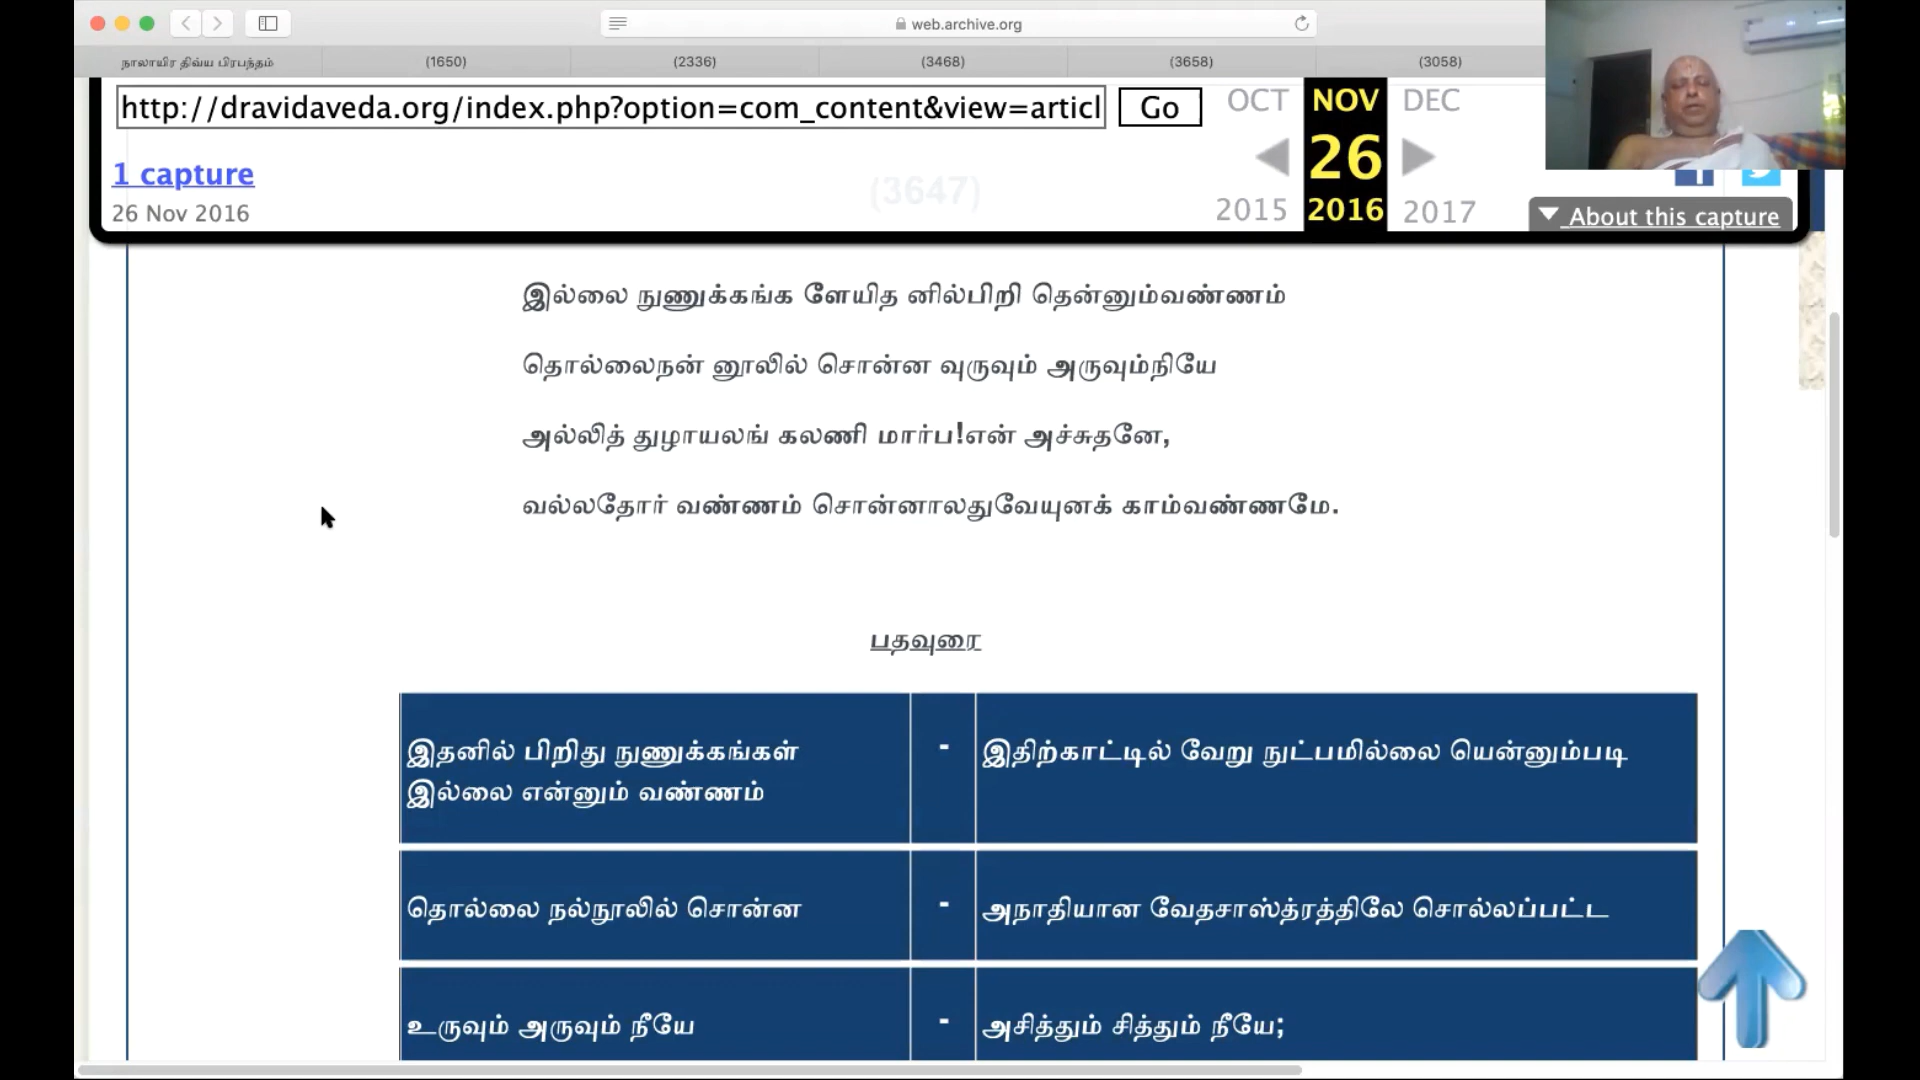 web.archive.org
நாலாயிர திவ்ய பிரபந்தம்
(1650)
(2336)
(3468)
(3658)
(3058)
http://dravidaveda.org/index.php?option=com_content&view=articl
Go
OCT
NOV
DEC
26
1 capture
26 Nov 2016
(3647)
2015
2016
2017
About this capture
இல்லை நுணுக்கங்க ளேயித னில்பிறி தென்னும்வண்ணம்
தொல்லைநன் னூலில் சொன்ன வுருவும் அருவும்நியே
அல்லித் துழாயலங் கலணி மார்ப!என் அச்சுதனே,
வல்லதோர் வண்ணம் சொன்னாலதுவேயுனக் காம்வண்ணமே.
பதவுரை
இதனில் பிறிது நுணுக்கங்கள்
இல்லை என்னும் வண்ணம்
-
இதிற்காட்டில் வேறு நுட்பமில்லை யென்னும்படி
தொல்லை நல்நூலில் சொன்ன
-
அநாதியான வேதசாஸ்த்ரத்திலே சொல்லப்பட்ட
உருவும் அருவும் நீயே
-
அசித்தும் சித்தும் நீயே;